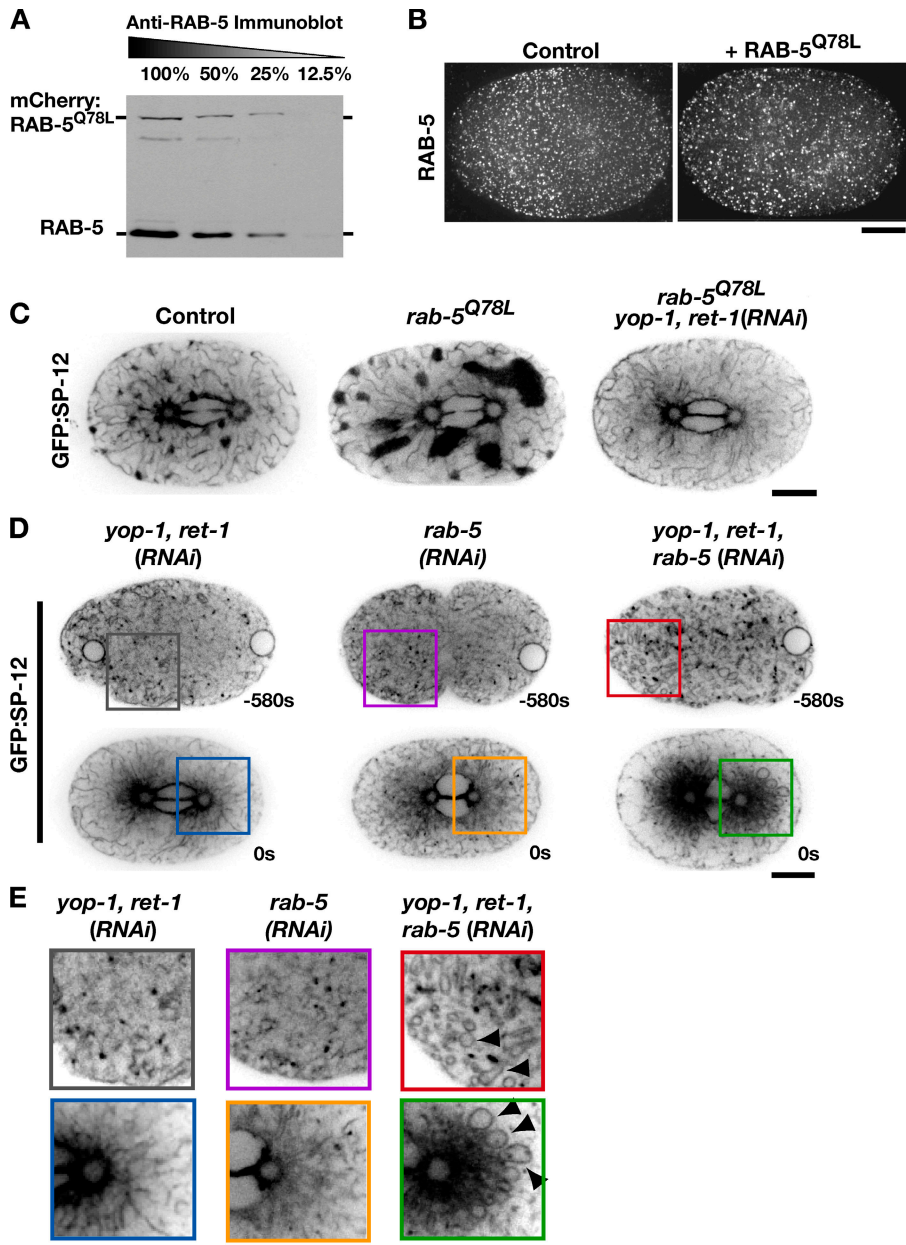 A
Anti-RAB-5 Immunoblot
100% 50% 25% 12.5%
mCherry:
RAB-5Q78L
RAB-5
B
Control
+ RAB-5Q78L
RAB-5
C
Control
rab-5Q78L
rab-5Q78L
yop-1, ret-1(RNAi)
GFP:SP-12
D
yop-1, ret-1
(RNAi)
rab-5
(RNAi)
yop-1, ret-1,
rab-5 (RNAi)
GFP:SP-12
-580s
-580s
-580s
0s
0s
0s
E
yop-1, ret-1
(RNAi)
rab-5
(RNAi)
yop-1, ret-1,
rab-5 (RNAi)